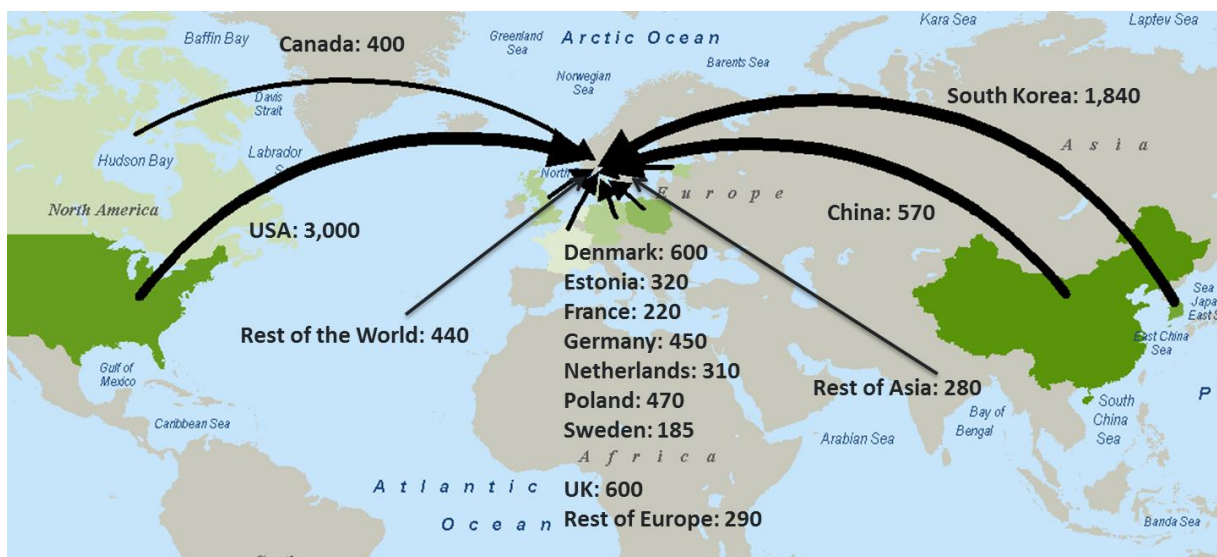 Kara Sea
Laptev Sea
Baffin Bay
Canada: 400
Greenland
Sea
Arctic Ocean
Barents Sea
Norwegian
Sea
Davis
Strait
South Korea: 1,840
Asia
Hudson Bay
Labrador
North
Europe
North America
USA: 3,000
China: 570
Denmark: 600
Estonia: 320
France: 220
Germany: 450
Netherlands: 310
Poland: 470
Sweden: 185
Rest of the World: 440
Sea
Japa
East S
East China
Sea
Gulf of
Mexico
Rest of Asia: 280
Caribbean Sea
Arabian Sea
Bay of
Bengal
South
China
Sea
P
Africa
Atlantic
Ocean
UK: 600
Rest of Europe: 290
Banda Sea